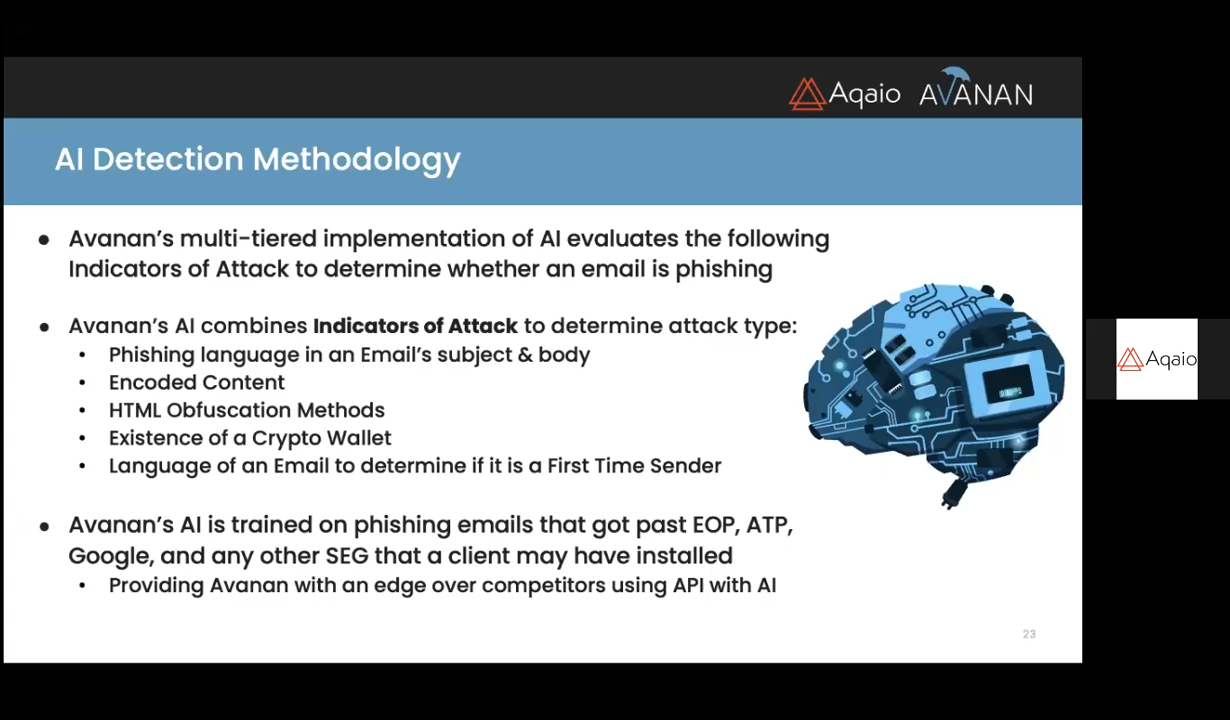 Aqaio AVANAN
AI Detection Methodology
● Avanan's multi-tiered implementation of AI evaluates the following
Indicators of Attack to determine whether an email is phishing
● Avanan's AI combines Indicators of Attack to determine attack type:
• Phishing language in an Email's subject & body
• Encoded Content
• HTML Obfuscation Methods
• Existence of a Crypto Wallet
• Language of an Email to determine if it is a First Time Sender
● Avanan's AI is trained on phishing emails that got past EOP, ATP,
Google, and any other SEG that a client may have installed
• Providing Avanan with an edge over competitors using API with AI
23
Aqaio